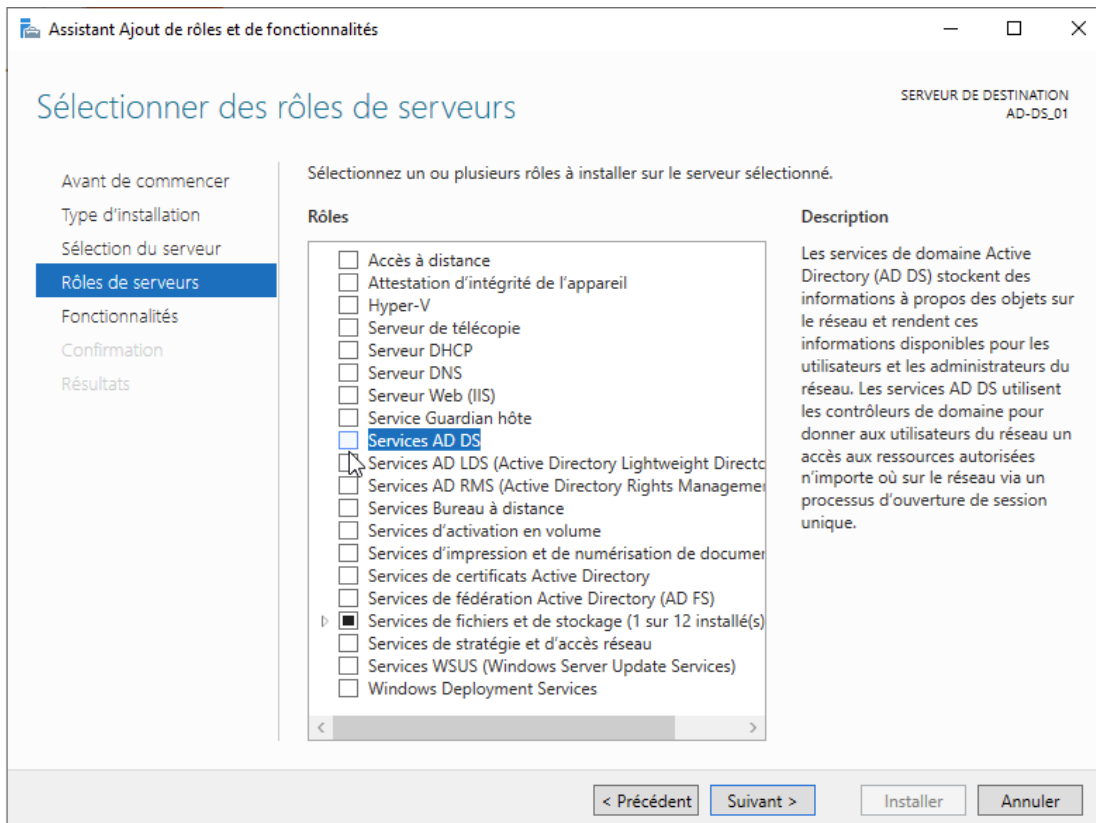 Assistant Ajout de rôles et de fonctionnalités
Sélectionner des rôles de serveurs
SERVEUR DE DESTINATION
AD-DS_01
Avant de commencer
Type d'installation
Sélection du serveur
Rôles de serveurs
Fonctionnalités
Confirmation
Résultats
Sélectionnez un ou plusieurs rôles à installer sur le serveur sélectionné.
Rôles
Accès à distance
Attestation d’intégrité de l’appareil
Hyper-V
Serveur de télécopie
Serveur DHCP
Serveur DNS
Serveur Web (IIS)
Service Guardian hôte
Services AD DS
Services AD LDS (Active Directory Lightweight Directc
Services AD RMS (Active Directory Rights Managemer
Services Bureau à distance
Services d’activation en volume
Services d’impression et de numérisation de documer
Services de certificats Active Directory
Services de fédération Active Directory (AD FS)
Services de fichiers et de stockage (1 sur 12 installé(s)
Services de stratégie et d’accès réseau
Services WSUS (Windows Server Update Services)
Windows Deployment Services
Description
Les services de domaine Active
Directory (AD DS) stockent des
informations à propos des objets sur
le réseau et rendent ces
informations disponibles pour les
utilisateurs et les administrateurs du
réseau. Les services AD DS utilisent
les contrôleurs de domaine pour
donner aux utilisateurs du réseau un
accès aux ressources autorisées
n’importe où sur le réseau via un
processus d’ouverture de session
unique.
< Précédent
Suivant >
Installer
Annuler